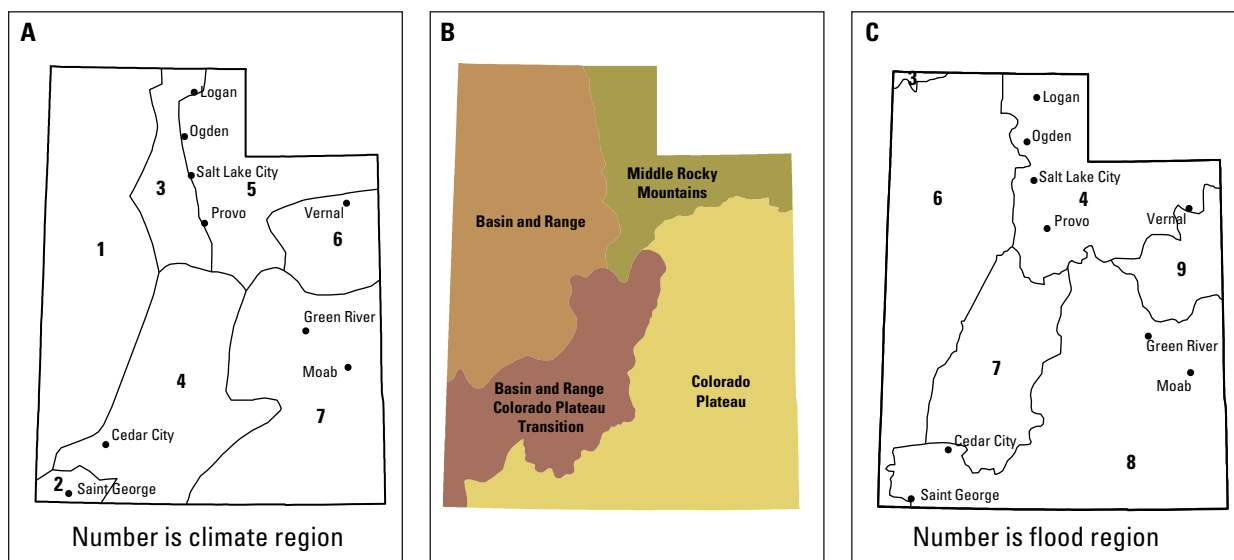 A
Logan
Ogden
Salt Lake City
3
5
Provo
Vernal
6
1
Green River
Moab
4
7
Cedar City
2
Saint George
Number is climate region
B
Middle Rocky
Mountains
Basin and Range
Basin and Range
Colorado Plateau
Transition
Colorado
Plateau
C
3
Logan
Ogden
Salt Lake City
6
4
Vernal
Provo
9
Green River
7
Moab
Cedar City
8
Saint George
Number is flood region